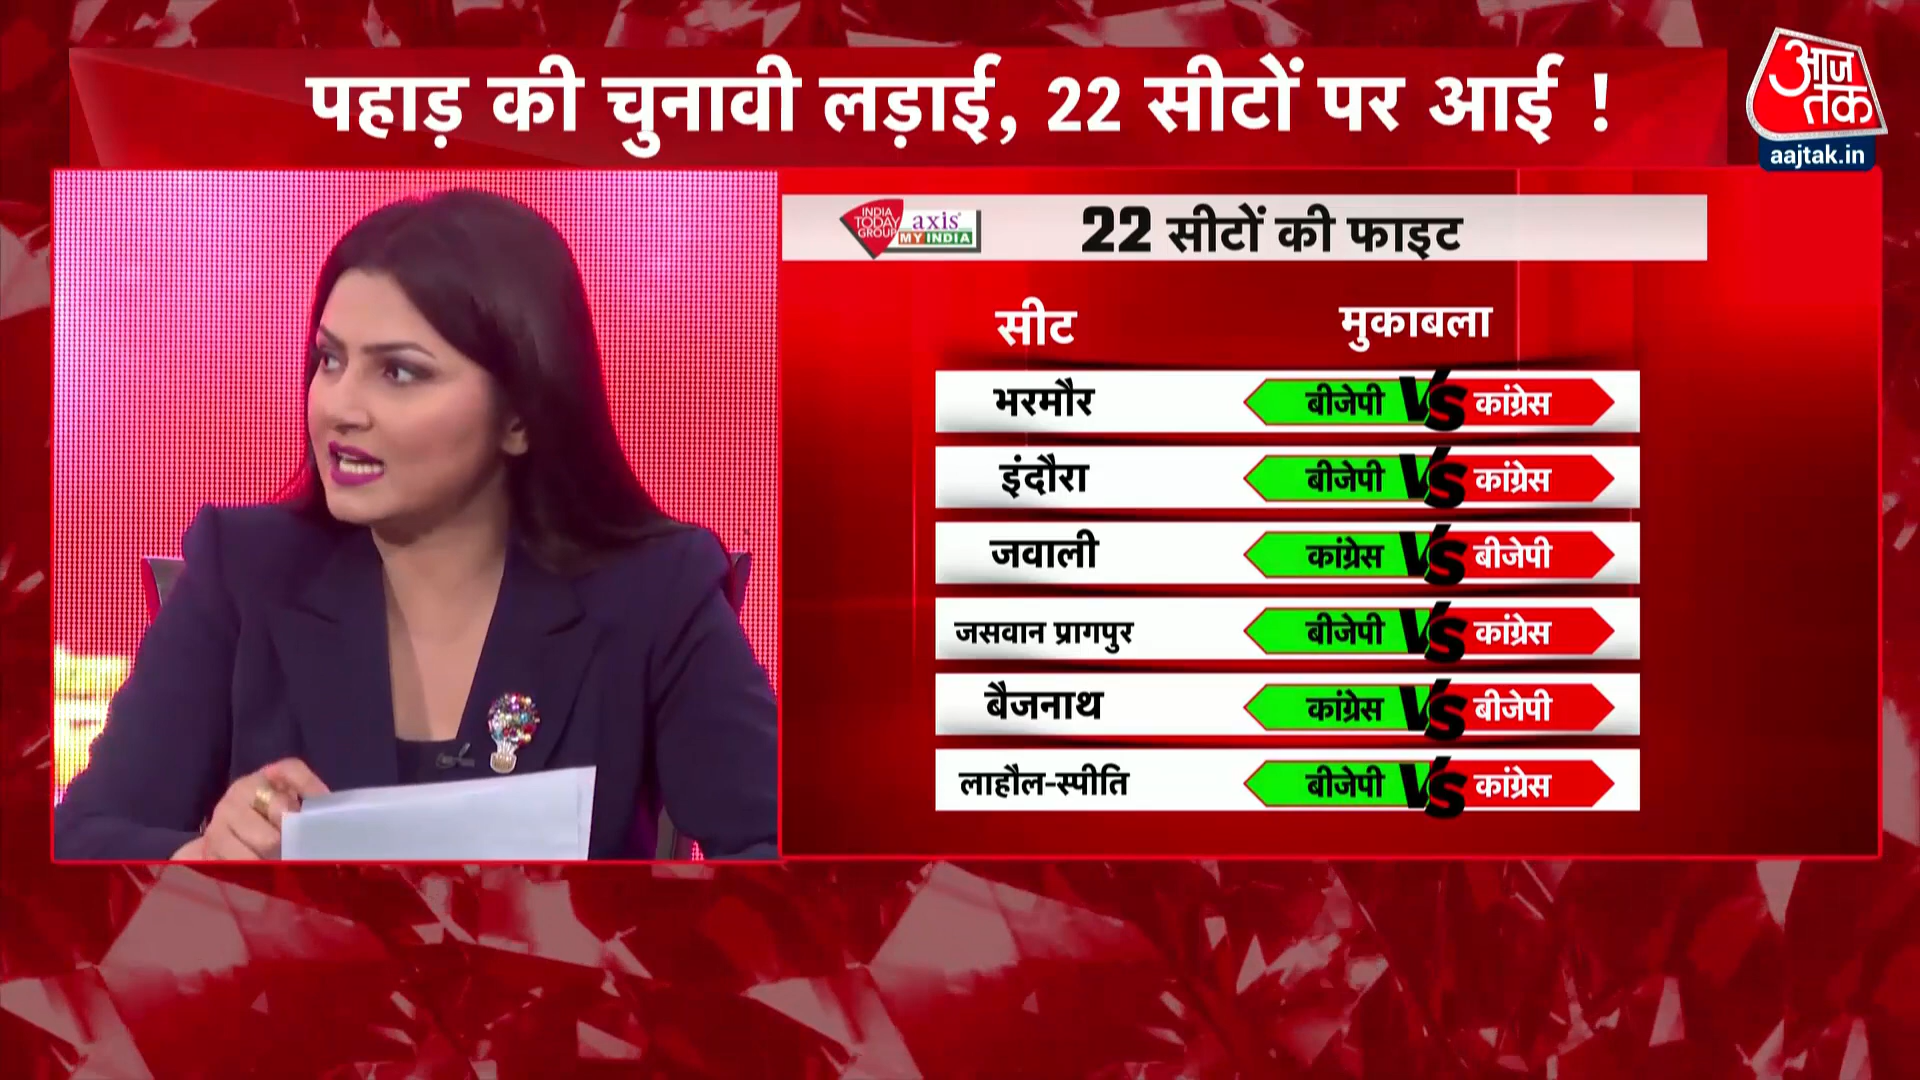 पहाड़ की चुनावी लड़ाई, 22 सीटों पर आई !
आज
तक
aajtak.in
INDIA
TODAY
GROUP
axis
MY INDIA
22 सीटों की फाइट
सीट मुकाबला
भरमौर बीजेपी VS कांग्रेस
इंदौरा बीजेपी VS कांग्रेस
जवाली कांग्रेस VS बीजेपी
जसवान प्रागपुर बीजेपी VS कांग्रेस
बैजनाथ कांग्रेस VS बीजेपी
लाहौल-स्पीति बीजेपी VS कांग्रेस